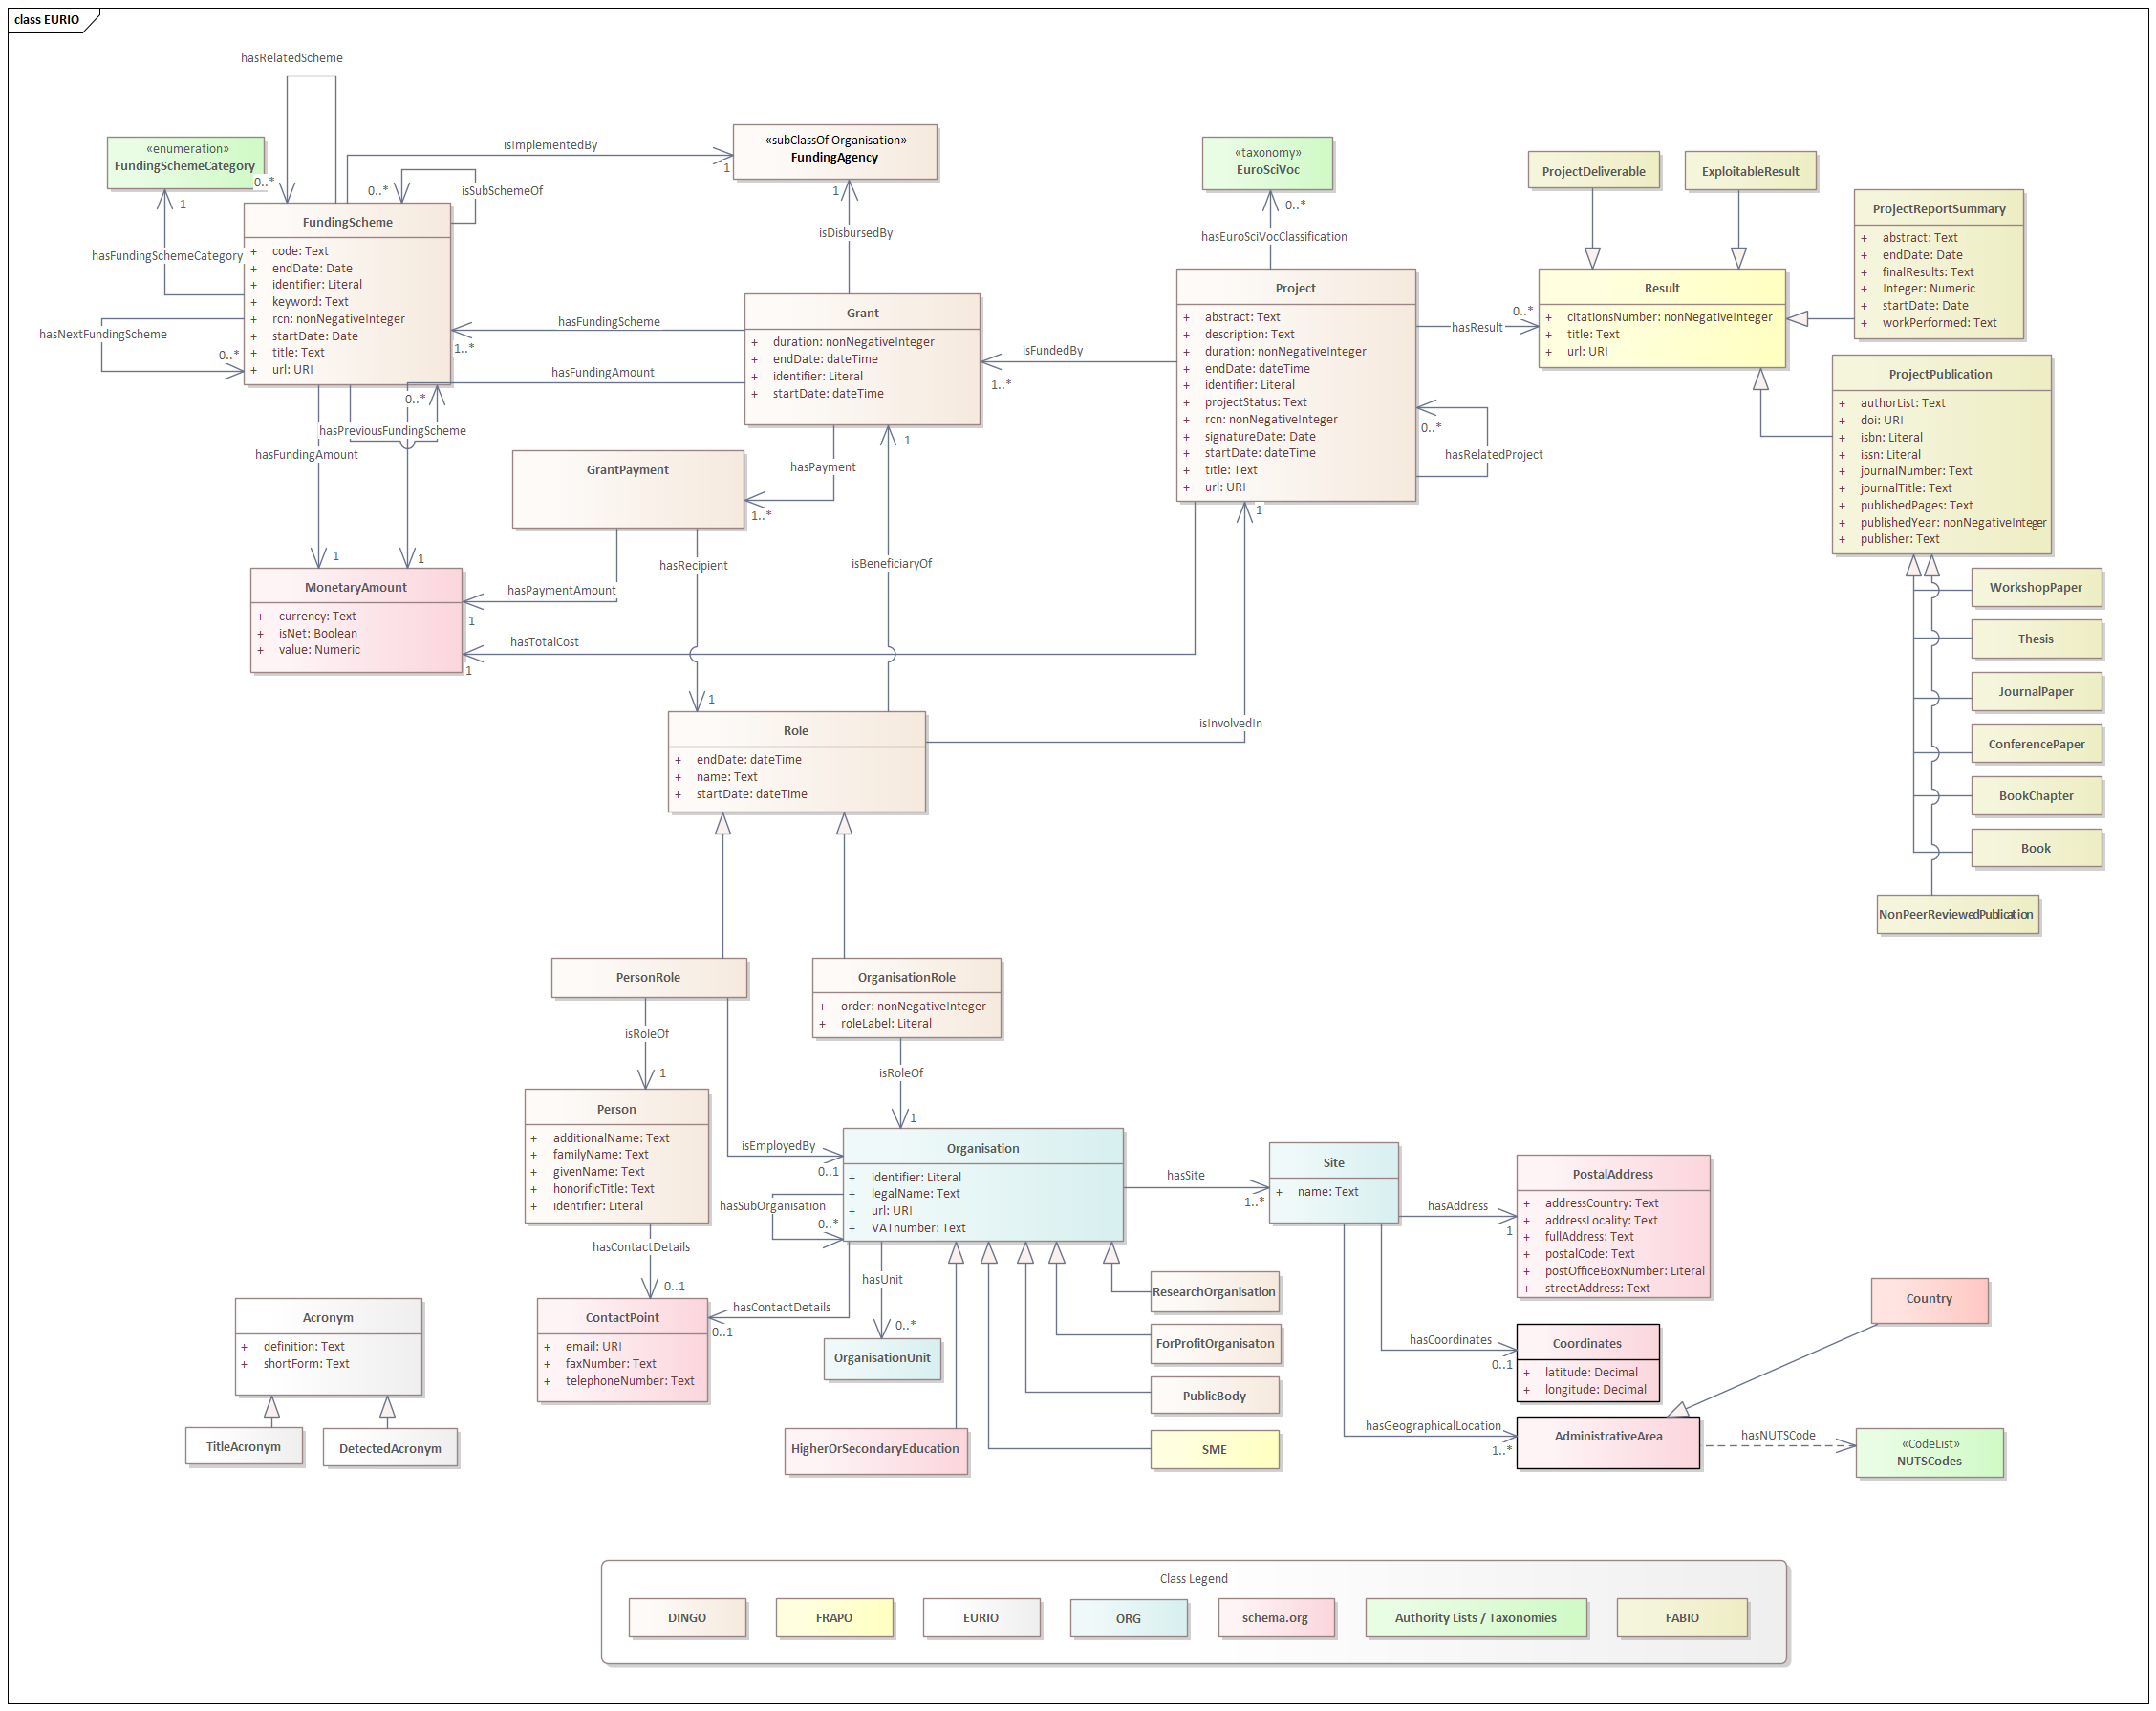 class EURIO
hasRelatedScheme
«enumeration»
FundingSchemeCategory
0..*
1
hasFundingSchemeCategory
isImplementedBy
1
0..*
isSubSchemeOf
«subClassOf Organisation»
FundingAgency
1
isDisbursedBy
FundingScheme
+ code: Text
+ endDate: Date
+ identifier: Literal
+ keyword: Text
+ rcn: nonNegativeInteger
+ startDate: Date
+ title: Text
+ url: URI
hasNextFundingScheme
0..*
hasFundingScheme
1..*
hasFundingAmount
0..*
hasPreviousFundingScheme
hasFundingAmount
1
1
Grant
+ duration: nonNegativeInteger
+ endDate: dateTime
+ identifier: Literal
+ startDate: dateTime
1
hasPayment
1..*
GrantPayment
hasRecipient
1
hasPaymentAmount
1
isBeneficiaryOf
MonetaryAmount
+ currency: Text
+ isNet: Boolean
+ value: Numeric
hasTotalCost
1
isFundedBy
1..*
«taxonomy»
EuroSciVoc
0..*
hasEuroSciVocClassification
Project
+ abstract: Text
+ description: Text
+ duration: nonNegativeInteger
+ endDate: dateTime
+ identifier: Literal
+ projectStatus: Text
+ rcn: nonNegativeInteger
+ signatureDate: Date
+ startDate: dateTime
+ title: Text
+ url: URI
hasResult
0..*
0..*
hasRelatedProject
1
isInvolvedIn
ProjectDeliverable
ExploitableResult
Result
+ citationsNumber: nonNegativeInteger
+ title: Text
+ url: URI
ProjectReportSummary
+ abstract: Text
+ endDate: Date
+ finalResults: Text
+ Integer: Numeric
+ startDate: Date
+ workPerformed: Text
ProjectPublication
+ authorList: Text
+ doi: URI
+ isbn: Literal
+ issn: Literal
+ journalNumber: Text
+ journalTitle: Text
+ publishedPages: Text
+ publishedYear: nonNegativeInteger
+ publisher: Text
WorkshopPaper
Thesis
JournalPaper
ConferencePaper
BookChapter
Book
NonPeerReviewedPublication
Role
+ endDate: dateTime
+ name: Text
+ startDate: dateTime
PersonRole
OrganisationRole
+ order: nonNegativeInteger
+ roleLabel: Literal
isRoleOf
1
isRoleOf
1
Person
+ additionalName: Text
+ familyName: Text
+ givenName: Text
+ honorificTitle: Text
+ identifier: Literal
isEmployedBy
0..1
hasSubOrganisation
0..*
Organisation
+ identifier: Literal
+ legalName: Text
+ url: URI
+ VATnumber: Text
hasSite
1..*
Site
+ name: Text
hasAddress
1
PostalAddress
+ addressCountry: Text
+ addressLocality: Text
+ fullAddress: Text
+ postalCode: Text
+ postOfficeBoxNumber: Literal
+ streetAddress: Text
hasContactDetails
0..1
hasContactDetails
0..1
hasUnit
0..*
OrganisationUnit
ContactPoint
+ email: URI
+ faxNumber: Text
+ telephoneNumber: Text
Acronym
+ definition: Text
+ shortForm: Text
TitleAcronym
DetectedAcronym
ResearchOrganisation
ForProfitOrganisaton
PublicBody
SME
HigherOrSecondaryEducation
hasCoordinates
0..1
Coordinates
+ latitude: Decimal
+ longitude: Decimal
Country
hasGeographicalLocation
1..*
AdministrativeArea
hasNUTSCode
«CodeList»
NUTSCodes
Class Legend
DINGO
FRAPO
EURIO
ORG
schema.org
Authority Lists / Taxonomies
FABIO